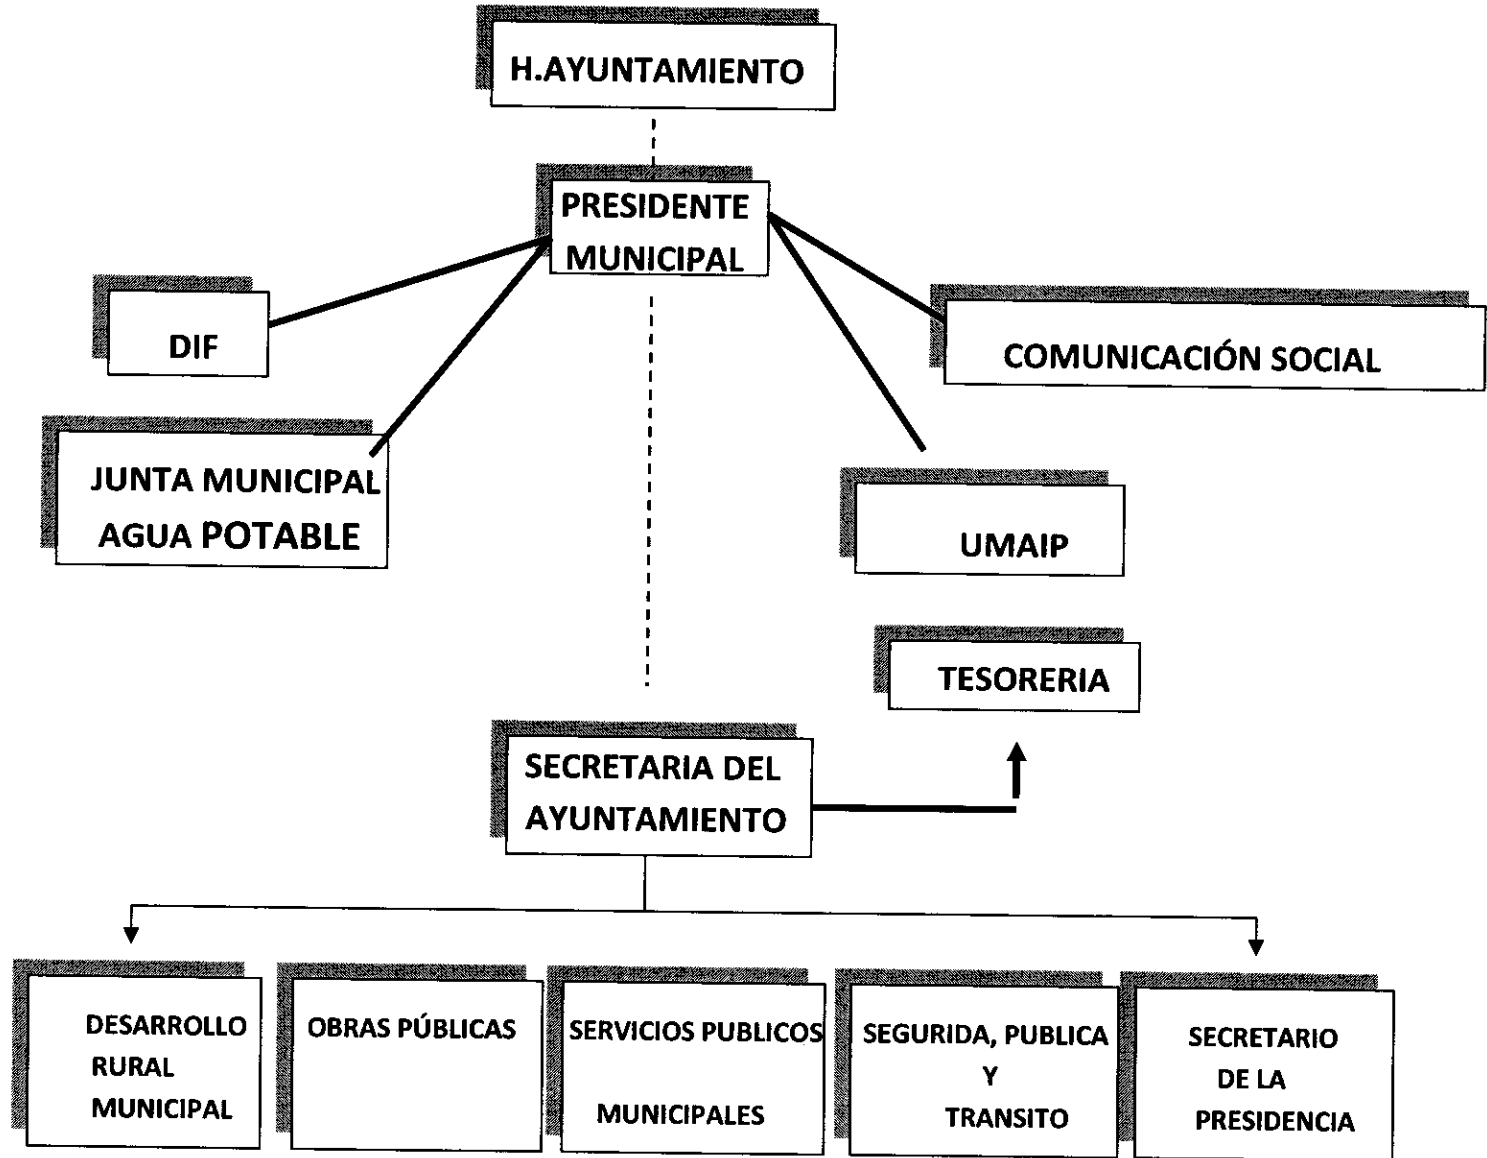 H.AYUNTAMIENTO
PRESIDENTE
MUNICIPAL
DIF
COMUNICACIÓN SOCIAL
JUNTA MUNICIPAL
AGUA POTABLE
UMAIP
TESORERIA
SECRETARIA DEL
AYUNTAMIENTO
DESARROLLO
RURAL
MUNICIPAL
OBRAS PÚBLICAS
SERVICIOS PUBLICOS
MUNICIPALES
SEGURIDA, PUBLICA
Y
TRANSITO
SECRETARIO
DE LA
PRESIDENCIA